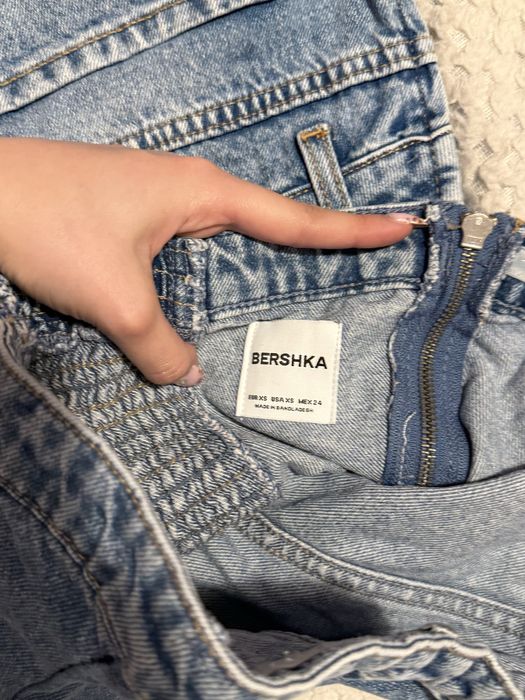 BERSHKA
EUR XS USA XS MEX 24
MADE IN BANGLADESH